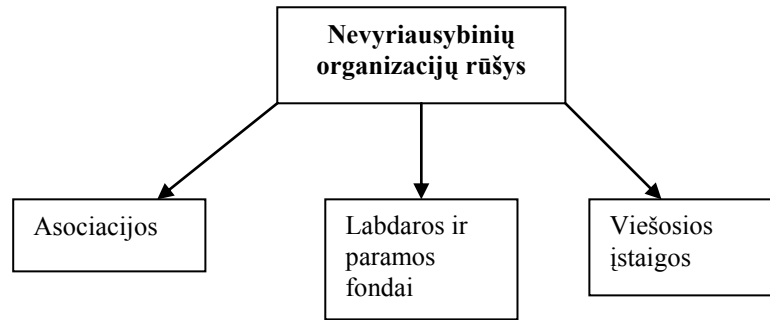 Nevyriausybinių
organizacijų rūšys
Asociacijos
Labdaros ir
paramos
fondai
Viešosios
įstaigos